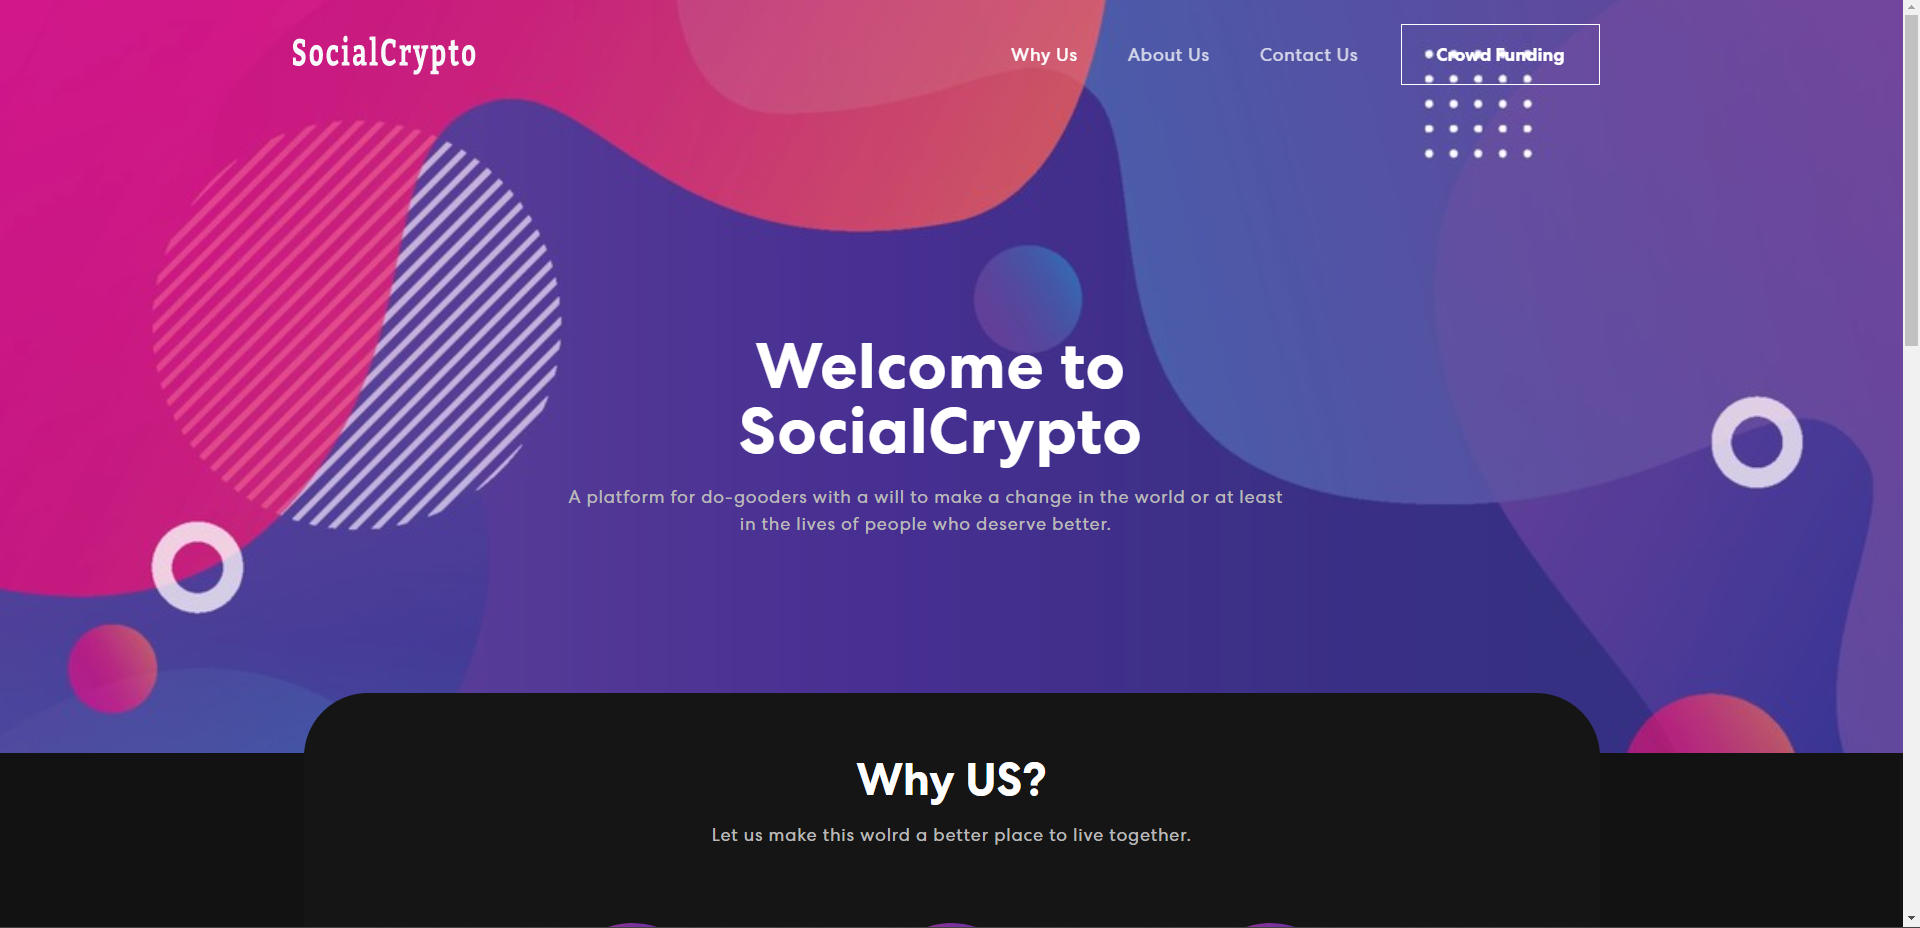 SocialCrypto
Why Us
About Us
Contact Us
Crowd Funding
Welcome to
SocialCrypto
A platform for do-gooders with a will to make a change in the world or at least
in the lives of people who deserve better.
Why US?
Let us make this wolrd a better place to live together.